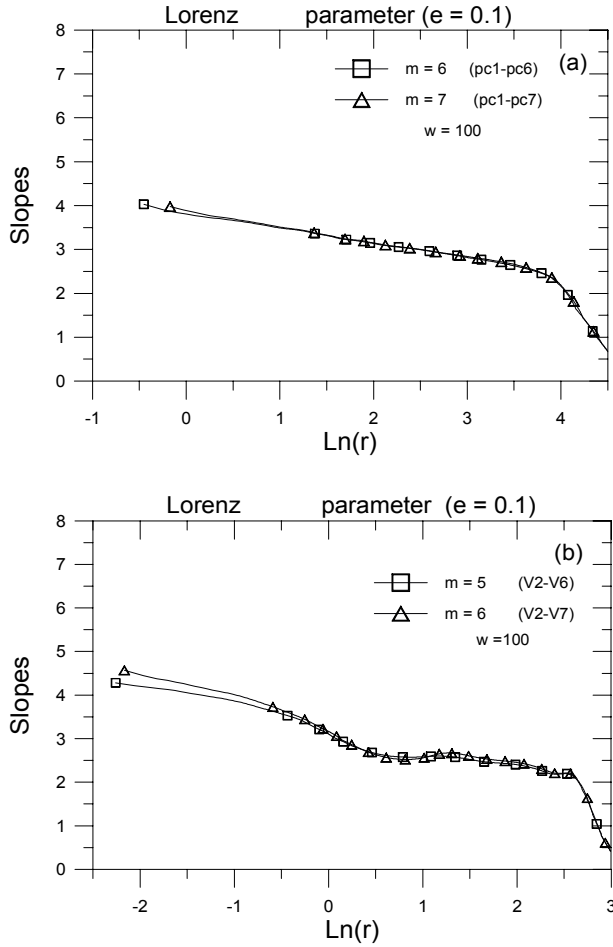 Lorenz parameter (e = 0.1)
(a)
m = 6 (pc1-pc6)
m = 7 (pc1-pc7)
w = 100
Slopes
8
7
6
5
4
3
2
1
0
-1 0 1 2 3 4
Ln(r)
Lorenz parameter (e = 0.1)
(b)
m = 5 (V2-V6)
m = 6 (V2-V7)
w =100
Slopes
8
7
6
5
4
3
2
1
0
-2 -1 0 1 2 3
Ln(r)